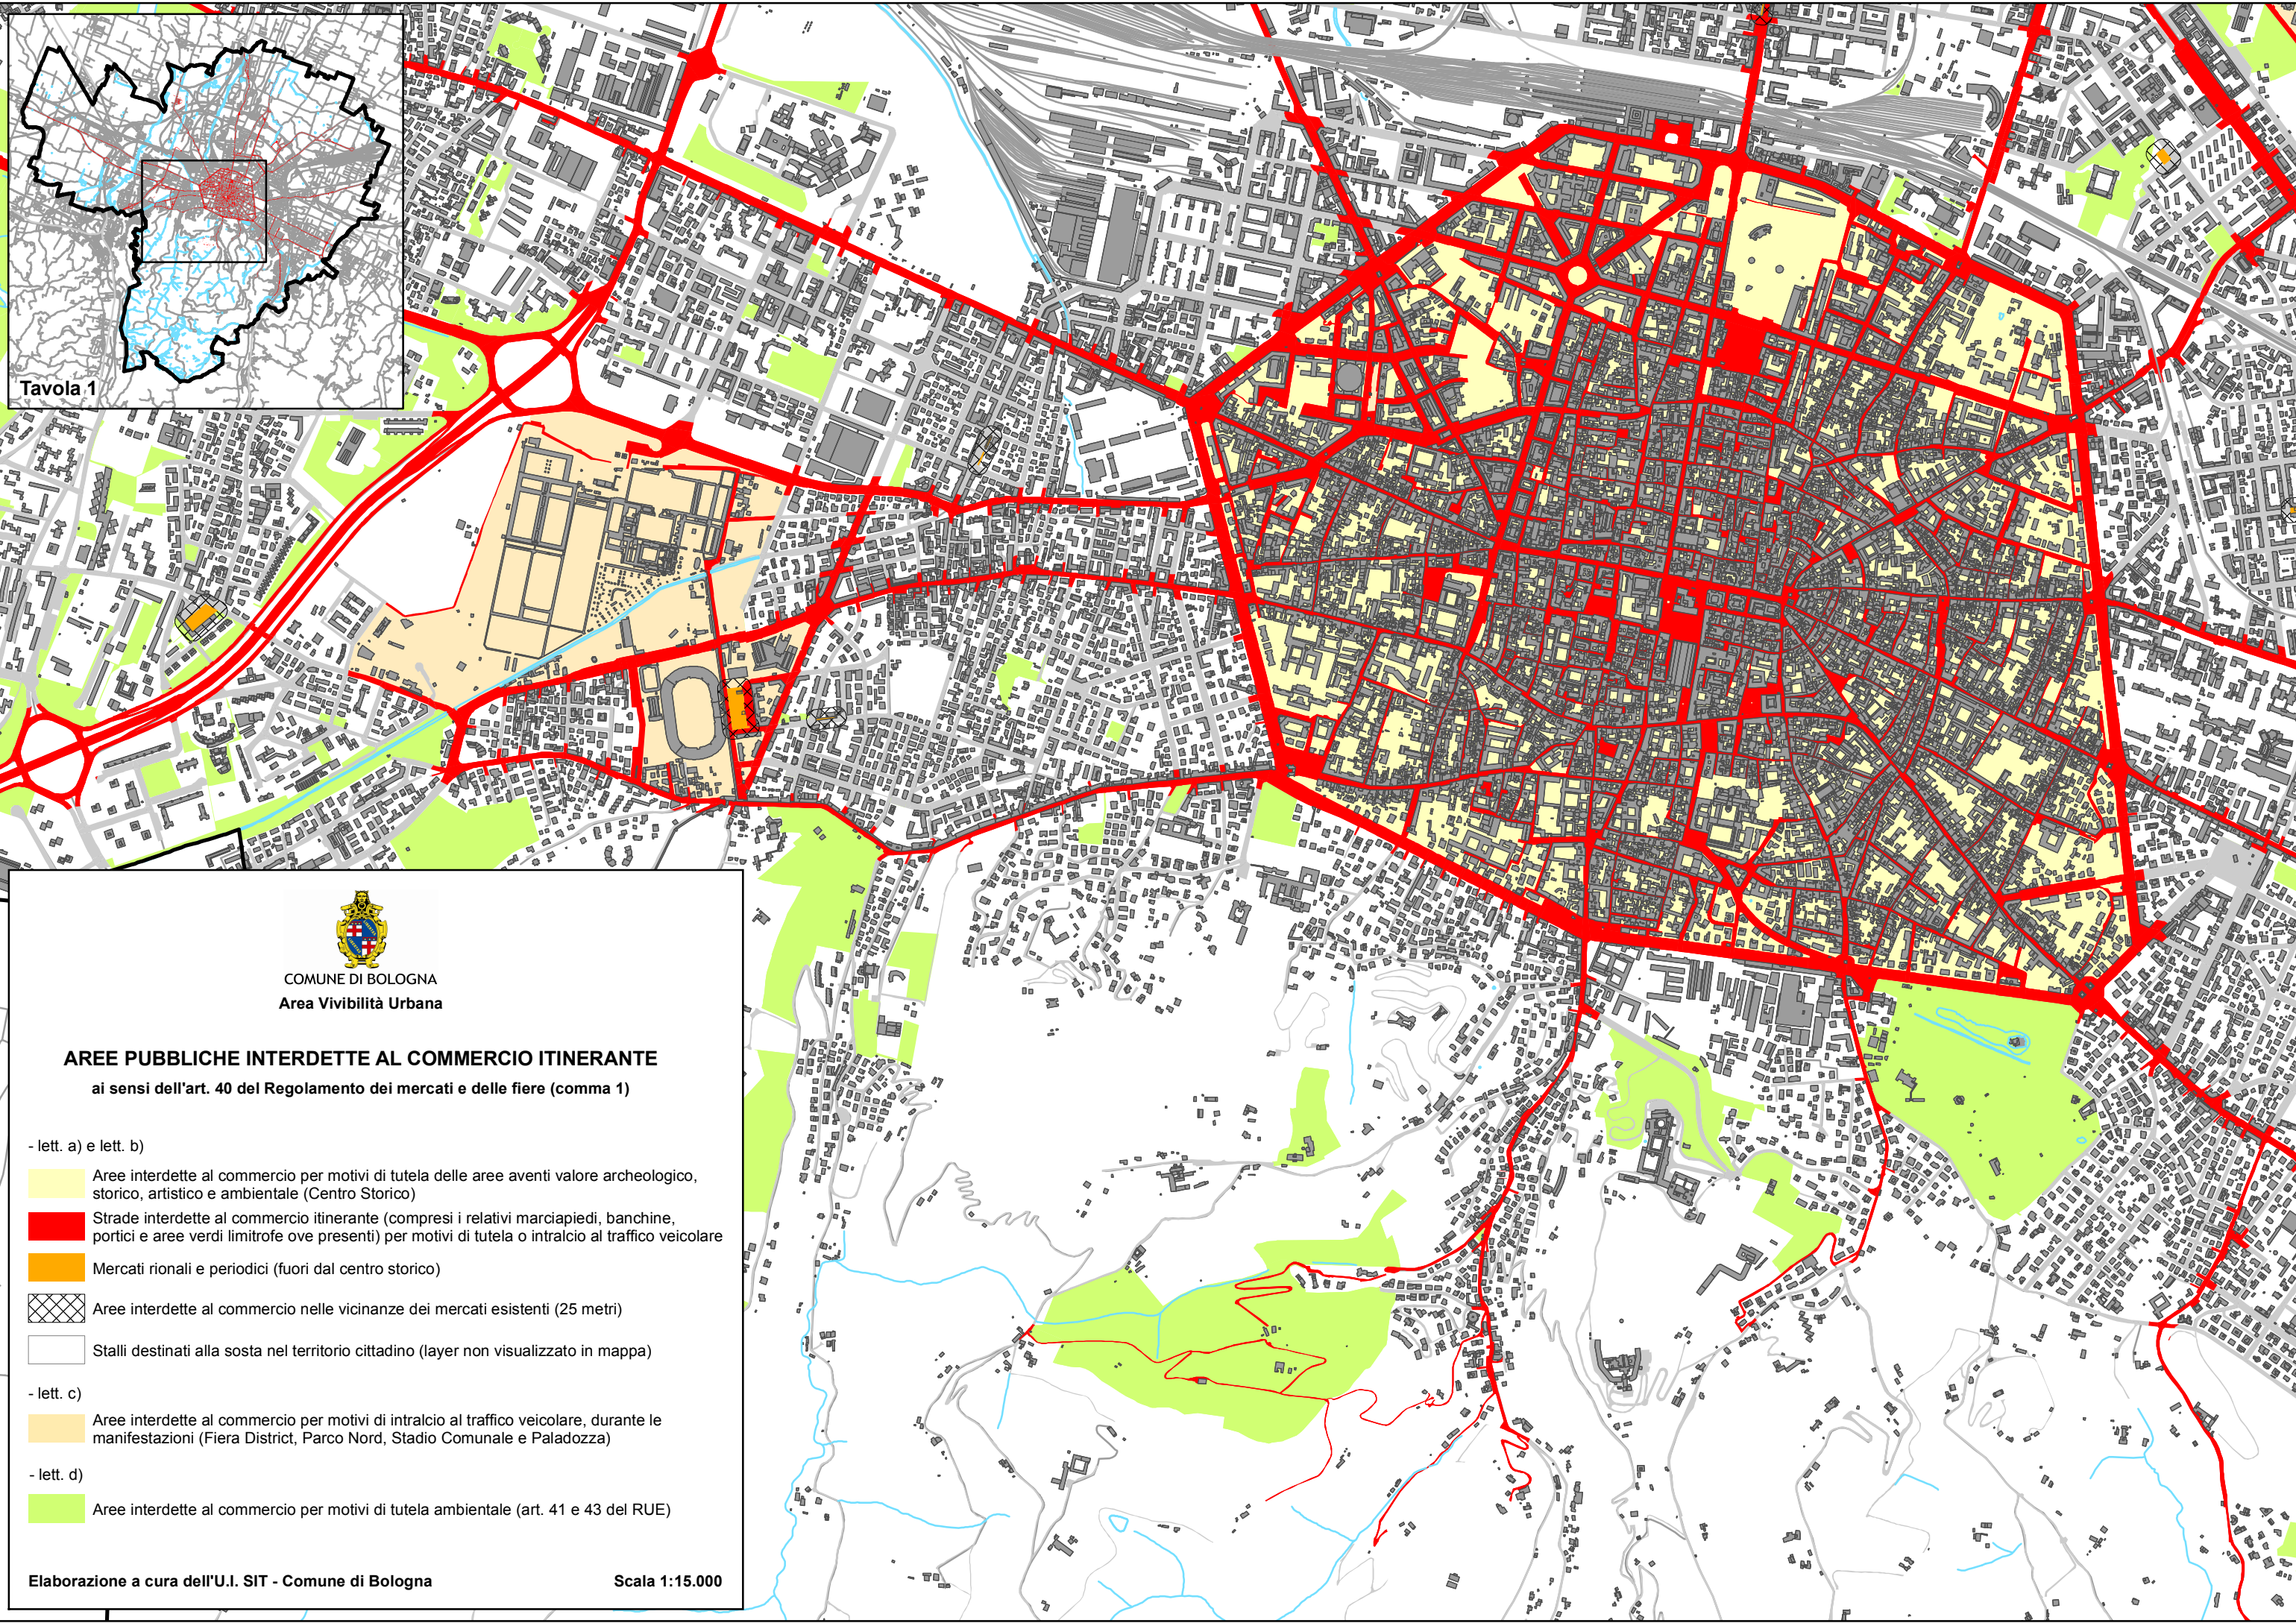 Tavola 1
COMUNE DI BOLOGNA
Area Vivibilità Urbana
AREE PUBBLICHE INTERDETTE AL COMMERCIO ITINERANTE
ai sensi dell'art. 40 del Regolamento dei mercati e delle fiere (comma 1)
- lett. a) e lett. b)
Aree interdette al commercio per motivi di tutela delle aree aventi valore archeologico,
storico, artistico e ambientale (Centro Storico)
Strade interdette al commercio itinerante (compresi i relativi marciapiedi, banchine,
portici e aree verdi limitrofe ove presenti) per motivi di tutela o intralcio al traffico veicolare
Mercati rionali e periodici (fuori dal centro storico)
Aree interdette al commercio nelle vicinanze dei mercati esistenti (25 metri)
Stalli destinati alla sosta nel territorio cittadino (layer non visualizzato in mappa)
- lett. c)
Aree interdette al commercio per motivi di intralcio al traffico veicolare, durante le
manifestazioni (Fiera District, Parco Nord, Stadio Comunale e Paladozza)
- lett. d)
Aree interdette al commercio per motivi di tutela ambientale (art. 41 e 43 del RUE)
Elaborazione a cura dell'U.I. SIT - Comune di Bologna
Scala 1:15.000